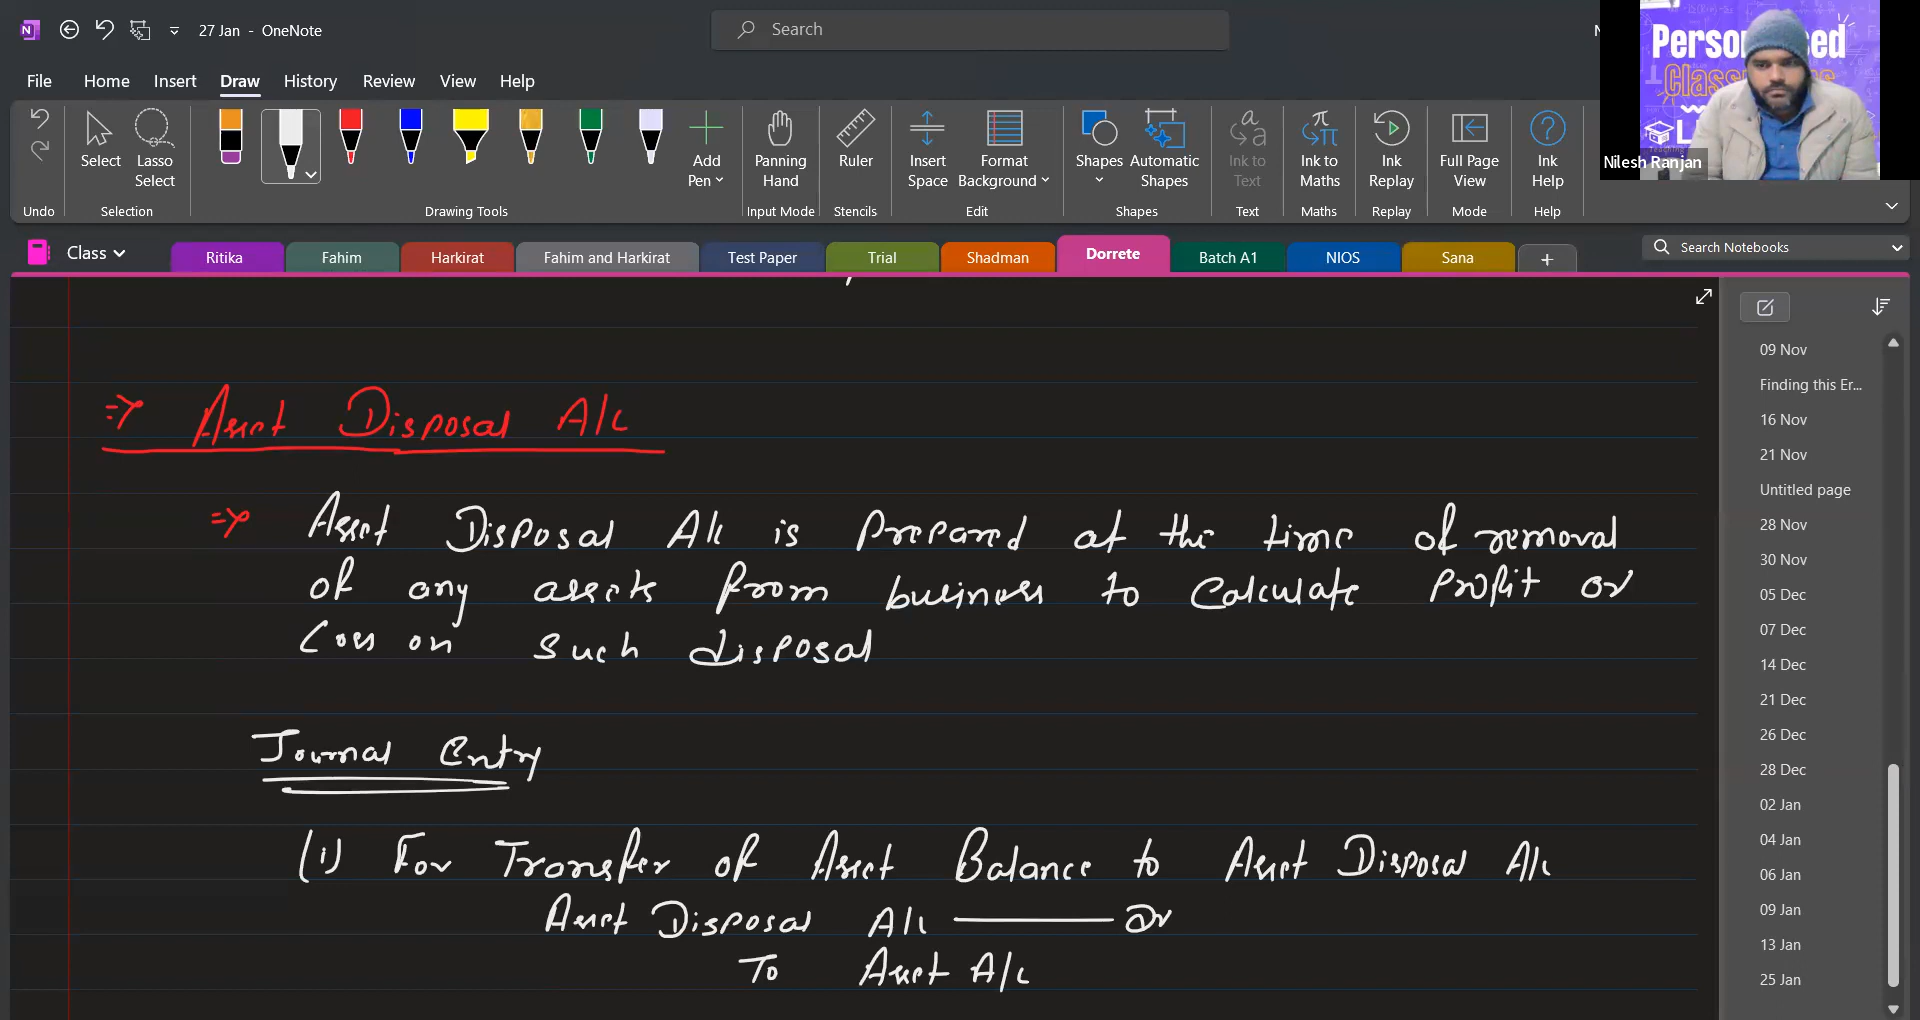 27 Jan - OneNote
Search
File Home Insert Draw History Review View Help
Undo
Select
Lasso Select
Selection
Drawing Tools
Add Pen
Panning Hand
Input Mode
Ruler
Stencils
Insert Space
Format Background
Edit
Shapes
Automatic Shapes
Shapes
Ink to Text
Text
Ink to Maths
Maths
Ink Replay
Replay
Full Page View
Mode
Ink Help
Help
Nilesh Ranjan
Class
Ritika Fahim Harkirat Fahim and Harkirat Test Paper Trial Shadman Dorrete Batch A1 NIOS Sana +
Search Notebooks
⇒ Asset Disposal A/c
⇒ Asset Disposal A/c is prepared at the time of removal
of any assets from business to calculate Profit or
Loss on such disposal
Journal Entry
(i) For Transfer of Asset Balance to Asset Disposal A/c
Asset Disposal A/c ——— Dr
To Asset A/c
09 Nov
Finding this Er...
16 Nov
21 Nov
Untitled page
28 Nov
30 Nov
05 Dec
07 Dec
14 Dec
21 Dec
26 Dec
28 Dec
02 Jan
04 Jan
06 Jan
09 Jan
13 Jan
25 Jan